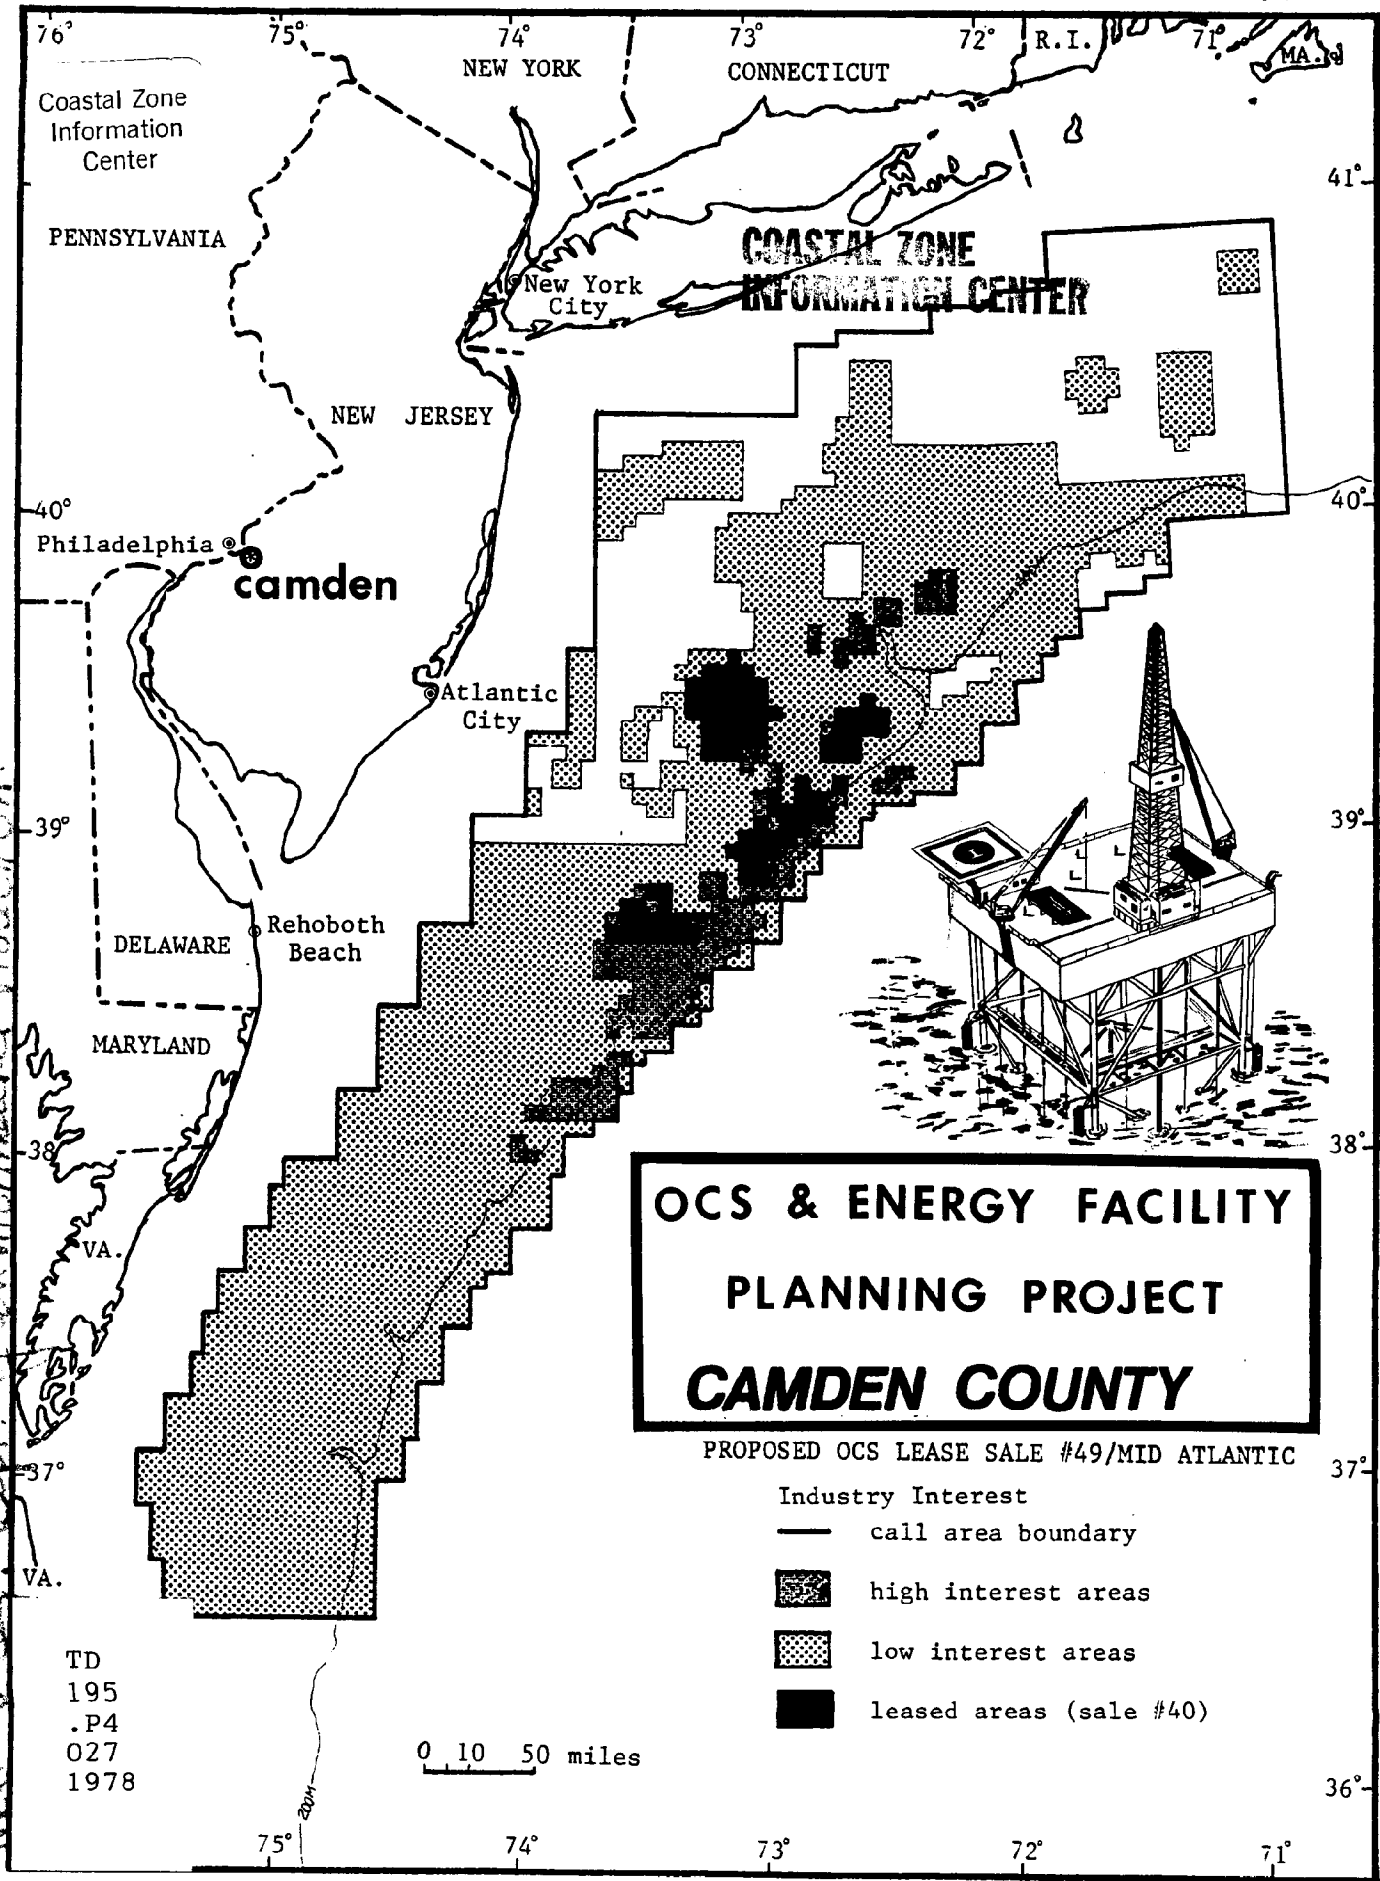 76°
75°
74°
73°
72°
71°
R.I.
MA.
NEW YORK
CONNECTICUT
Coastal Zone
Information
Center
41°
PENNSYLVANIA
COASTAL ZONE
INFORMATION CENTER
New York
City
NEW JERSEY
40°
40°
Philadelphia
camden
Atlantic
City
39°
39°
Rehoboth
Beach
DELAWARE
MARYLAND
38
38°
VA.
OCS & ENERGY FACILITY
PLANNING PROJECT
CAMDEN COUNTY
PROPOSED OCS LEASE SALE #49/MID ATLANTIC
37°
37°
Industry Interest
call area boundary
high interest areas
low interest areas
leased areas (sale #40)
VA.
TD
195
.P4
O27
1978
0 10 50 miles
200M
36°
75°
74°
73°
72°
71°